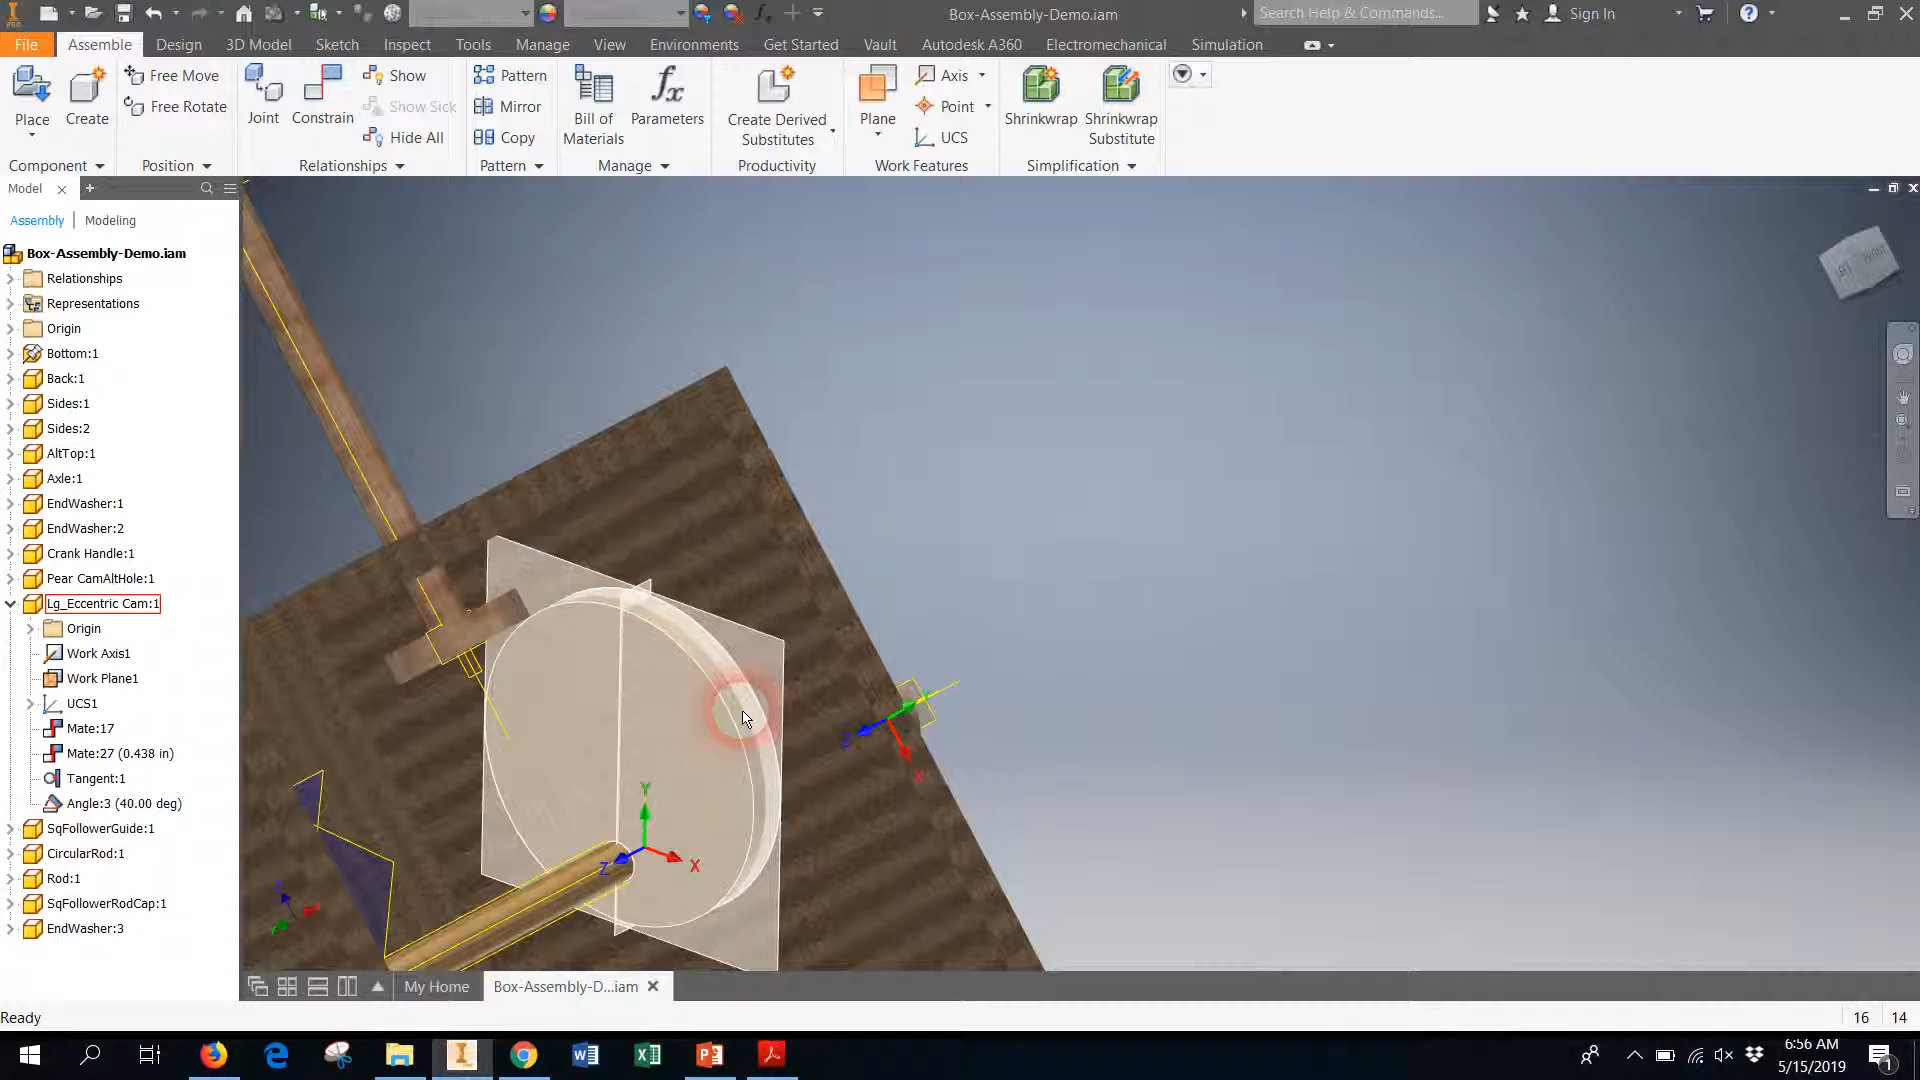 Box-Assembly-Demo.iam
Search Help & Commands...
Sign In
File
Assemble
Design
3D Model
Sketch
Inspect
Tools
Manage
View
Environments
Get Started
Vault
Autodesk A360
Electromechanical
Simulation
Place
Create
Free Move
Free Rotate
Joint
Constrain
Show
Show Sick
Hide All
Pattern
Mirror
Copy
Bill of
Materials
fx
Parameters
Create Derived
Substitutes
Plane
Axis
Point
UCS
Shrinkwrap
Shrinkwrap
Substitute
Component
Position
Relationships
Pattern
Manage
Productivity
Work Features
Simplification
Model
Assembly
Modeling
Box-Assembly-Demo.iam
Relationships
Representations
Origin
Bottom:1
Back:1
Sides:1
Sides:2
AltTop:1
Axle:1
EndWasher:1
EndWasher:2
Crank Handle:1
Pear CamAltHole:1
Lg_Eccentric Cam:1
Origin
Work Axis1
Work Plane1
UCS1
Mate:17
Mate:27 (0.438 in)
Tangent:1
Angle:3 (40.00 deg)
SqFollowerGuide:1
CircularRod:1
Rod:1
SqFollowerRodCap:1
EndWasher:3
LEFT
Z
X
Y
Z
X
Z
My Home
Box-Assembly-D...iam
Ready
16
14
6:56 AM
5/15/2019
1